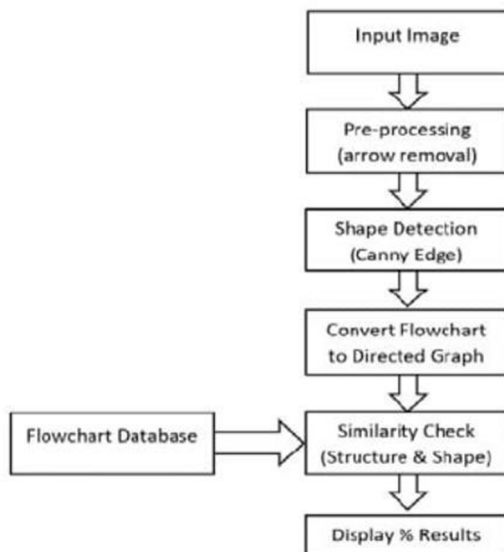 Input Image
Pre-processing
(arrow removal)
Shape Detection
(Canny Edge)
Convert Flowchart
to Directed Graph
Flowchart Database
Similarity Check
(Structure & Shape)
Display % Results